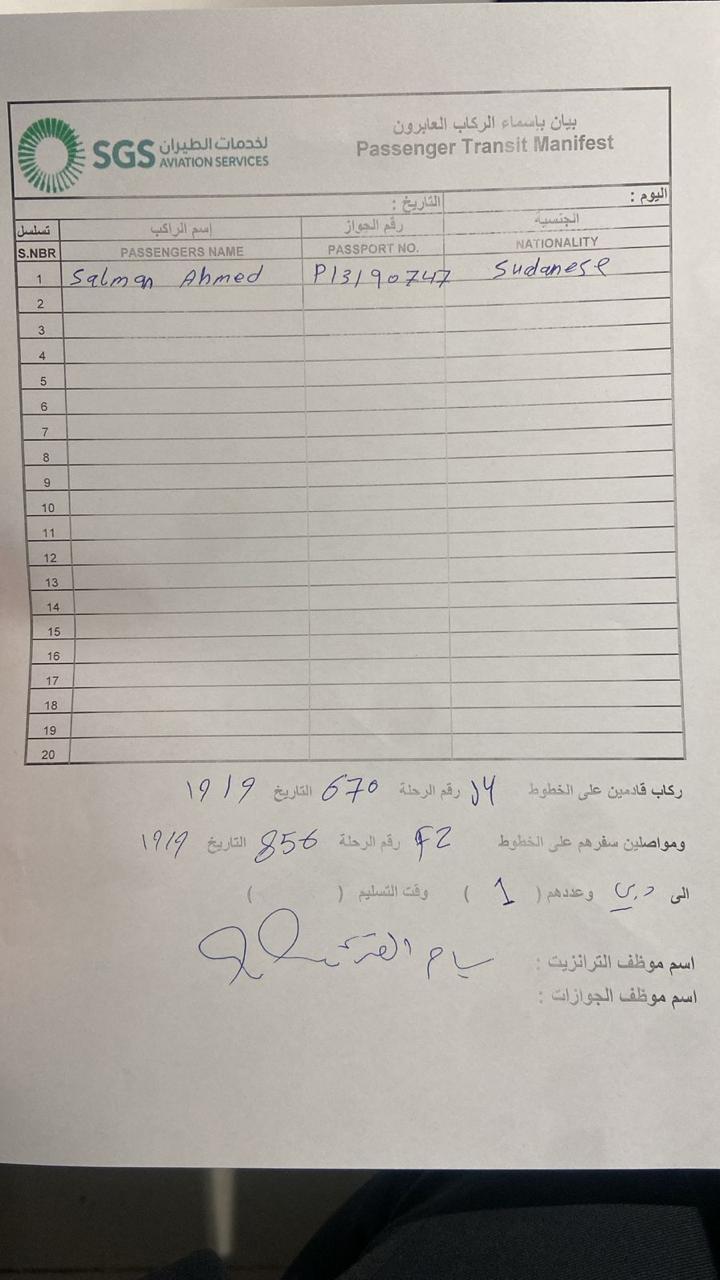 SGS لخدمات الطيران
AVIATION SERVICES
بيان بإسماء الركاب العابرون
Passenger Transit Manifest
اليوم : التاريخ :
تسلسل إسم الراكب رقم الجواز الجنسية
S.NBR PASSENGERS NAME PASSPORT NO. NATIONALITY
1 Salman Ahmed P13190747 Sudanese
2
3
4
5
6
7
8
9
10
11
12
13
14
15
16
17
18
19
20
ركاب قادمين على الخطوط J4 رقم الرحلة 670 التاريخ 19/9
ومواصلين سفرهم على الخطوط FZ رقم الرحلة 856 التاريخ 19/9
الى دبي وعددهم ( 1 ) وقت التسليم ( )
اسم موظف الترانزيت :
اسم موظف الجوازات :